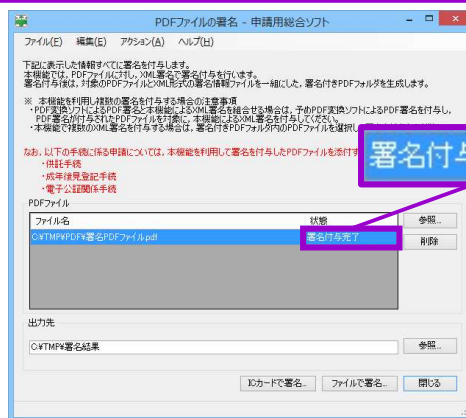 PDFファイルの署名 - 申請用総合ソフト
ファイル(F) 編集(E) アクション(A) ヘルプ(H)
下記に表示した情報すべてに署名を付与します。
本機能では、PDFファイルに対し、XML署名で署名付与を行います。
署名付与後は、対象のPDFファイルとXML形式の署名情報ファイルを一組にした、署名付きPDFフォルダを生成します。
※ 本機能を利用し複数の署名を付与する場合の注意事項
・PDF変換ソフトによるPDF署名と本機能によるXML署名を組合せる場合は、予めPDF変換ソフトによるPDF署名を付与し、
PDF署名が付与されたPDFファイルを対象に、本機能によるXML署名を付与してください。
・本機能で複数のXML署名を付与する場合は、署名付きPDFフォルダ内のPDFファイルを選択し
なお、以下の手続に係る申請については、本機能を利用して署名を付与したPDFファイルを添付す
・供託手続
・成年後見登記手続
・電子公証関係手続
署名付与
PDFファイル
ファイル名 状態 参照...
C:¥TMP¥PDF¥署名PDFファイル.pdf 署名付与完了 削除
出力先
C:¥TMP¥署名結果 参照...
ICカードで署名... ファイルで署名... 閉じる